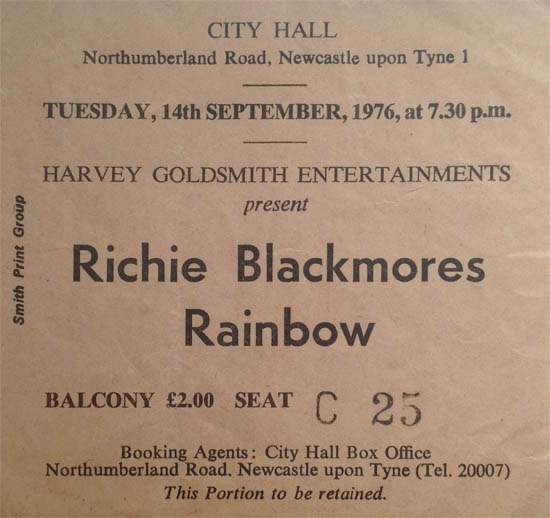 CITY HALL
Northumberland Road, Newcastle upon Tyne 1
TUESDAY, 14th SEPTEMBER, 1976, at 7.30 p.m.
HARVEY GOLDSMITH ENTERTAINMENTS
present
Richie Blackmores
Rainbow
BALCONY £2.00 SEAT C 25
Booking Agents: City Hall Box Office
Northumberland Road. Newcastle upon Tyne (Tel. 20007)
This Portion to be retained.
Smith Print Group